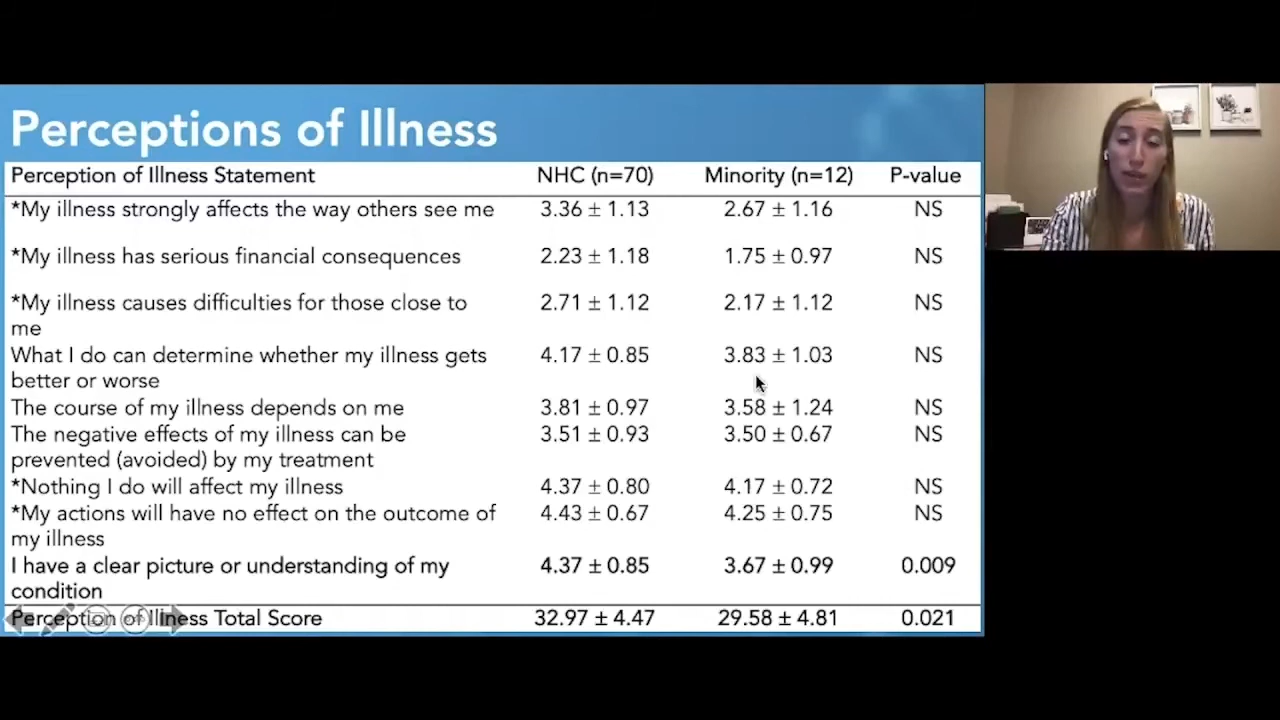 Perceptions of Illness
Perception of Illness Statement NHC (n=70) Minority (n=12) P-value
*My illness strongly affects the way others see me 3.36 ± 1.13 2.67 ± 1.16 NS
*My illness has serious financial consequences 2.23 ± 1.18 1.75 ± 0.97 NS
*My illness causes difficulties for those close to 2.71 ± 1.12 2.17 ± 1.12 NS
me
What I do can determine whether my illness gets 4.17 ± 0.85 3.83 ± 1.03 NS
better or worse
The course of my illness depends on me 3.81 ± 0.97 3.58 ± 1.24 NS
The negative effects of my illness can be 3.51 ± 0.93 3.50 ± 0.67 NS
prevented (avoided) by my treatment
*Nothing I do will affect my illness 4.37 ± 0.80 4.17 ± 0.72 NS
*My actions will have no effect on the outcome of 4.43 ± 0.67 4.25 ± 0.75 NS
my illness
I have a clear picture or understanding of my 4.37 ± 0.85 3.67 ± 0.99 0.009
condition
Perception of Illness Total Score 32.97 ± 4.47 29.58 ± 4.81 0.021